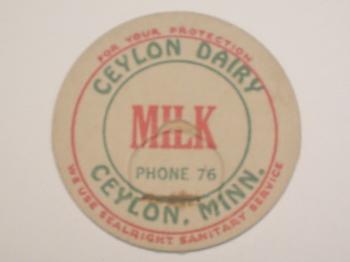 FOR YOUR PROTECTION
CEYLON DAIRY
MILK
PHONE 76
CEYLON, MINN.
WE USE SEALRIGHT SANITARY SERVICE